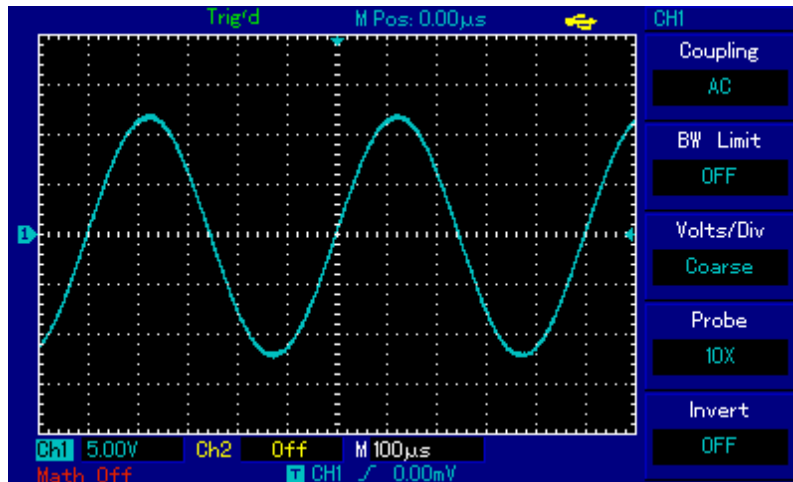 Trig'd M Pos: 0.00µs CH1
Coupling
AC
BW Limit
OFF
Volts/Div
Coarse
Probe
10X
Invert
OFF
1
Ch1 5.00V Ch2 Off M 100µs
Math Off T CH1 0.00mV